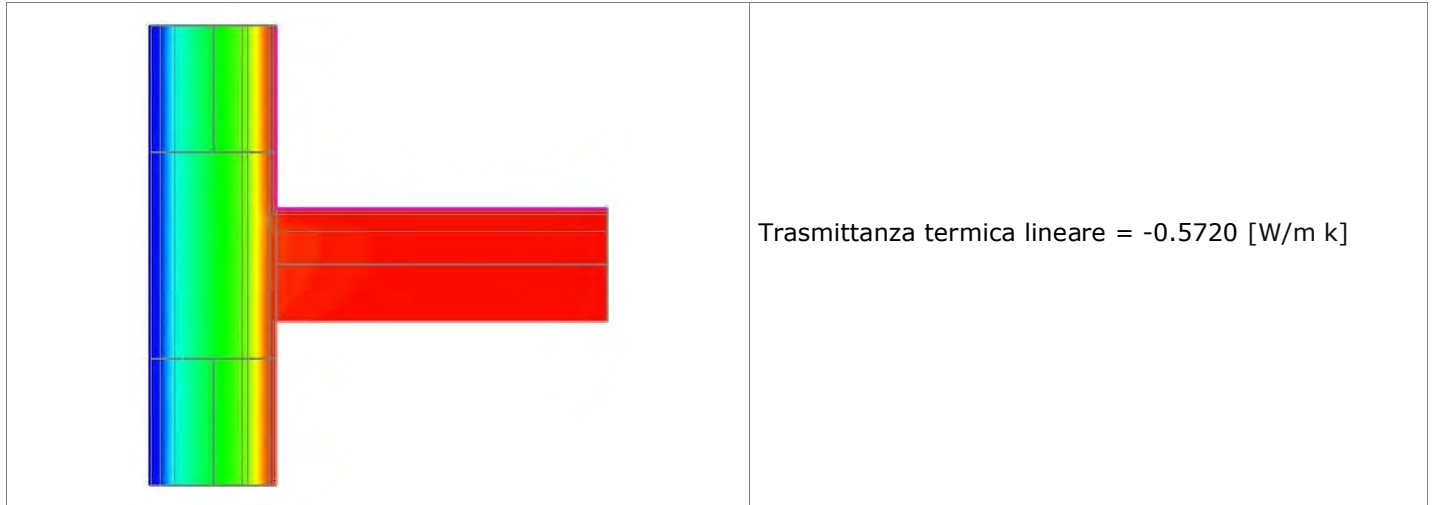 Trasmittanza termica lineare = -0.5720 [W/m k]